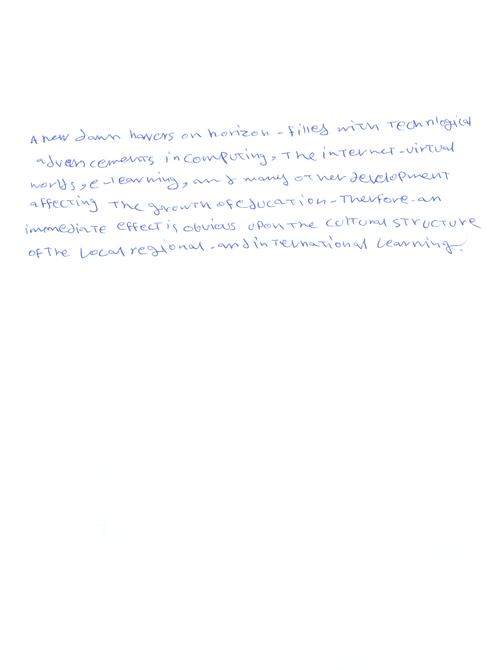 A new dawn hovers on horizon - filled with technological
advancements in computing, The internet - virtual
worlds, e-learning, and many other development
affecting The growth of education - Therfore - an
immediate effect is obvious upon The cultural structure
of The Local regional - and international Learning.